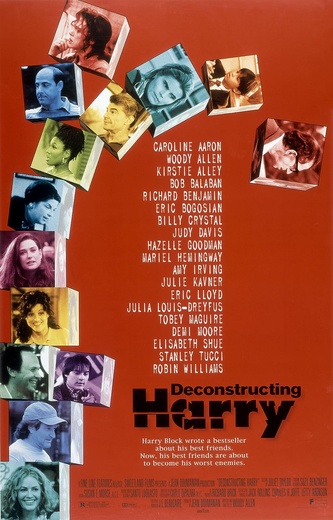 CAROLINE AARON
WOODY ALLEN
KIRSTIE ALLEY
BOB BALABAN
RICHARD BENJAMIN
ERIC BOGOSIAN
BILLY CRYSTAL
JUDY DAVIS
HAZELLE GOODMAN
MARIEL HEMINGWAY
AMY IRVING
JULIE KAVNER
ERIC LLOYD
JULIA LOUIS-DREYFUS
TOBEY MAGUIRE
DEMI MOORE
ELISABETH SHUE
STANLEY TUCCI
ROBIN WILLIAMS
Deconstructing
Harry
Harry Block wrote a bestseller
about his best friends.
Now, his best friends are about
to become his worst enemies.